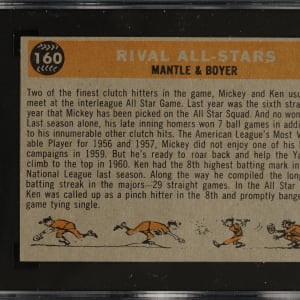 160
RIVAL ALL-STARS
MANTLE & BOYER
Two of the finest clutch hitters in the game, Mickey and Ken usu
meet at the interleague All Star Game. Last year was the sixth stra
year that Mickey has been picked on the All Star Squad. And no won
Last season alone, his late inning homers won 7 ball games in addit
to his innumerable other clutch hits. The American League's Most V
able Player for 1956 and 1957, Mickey did not enjoy one of his b
campaigns in 1959. But he's ready to roar back and help the Ya
climb to the top in 1960. Ken had the 8th highest batting mark in
National League last season. Along the way he compiled the long
batting streak in the majors–29 straight games. In the All Star
Ken was called up as a pinch hitter in the 8th and promptly bange
game tying single.